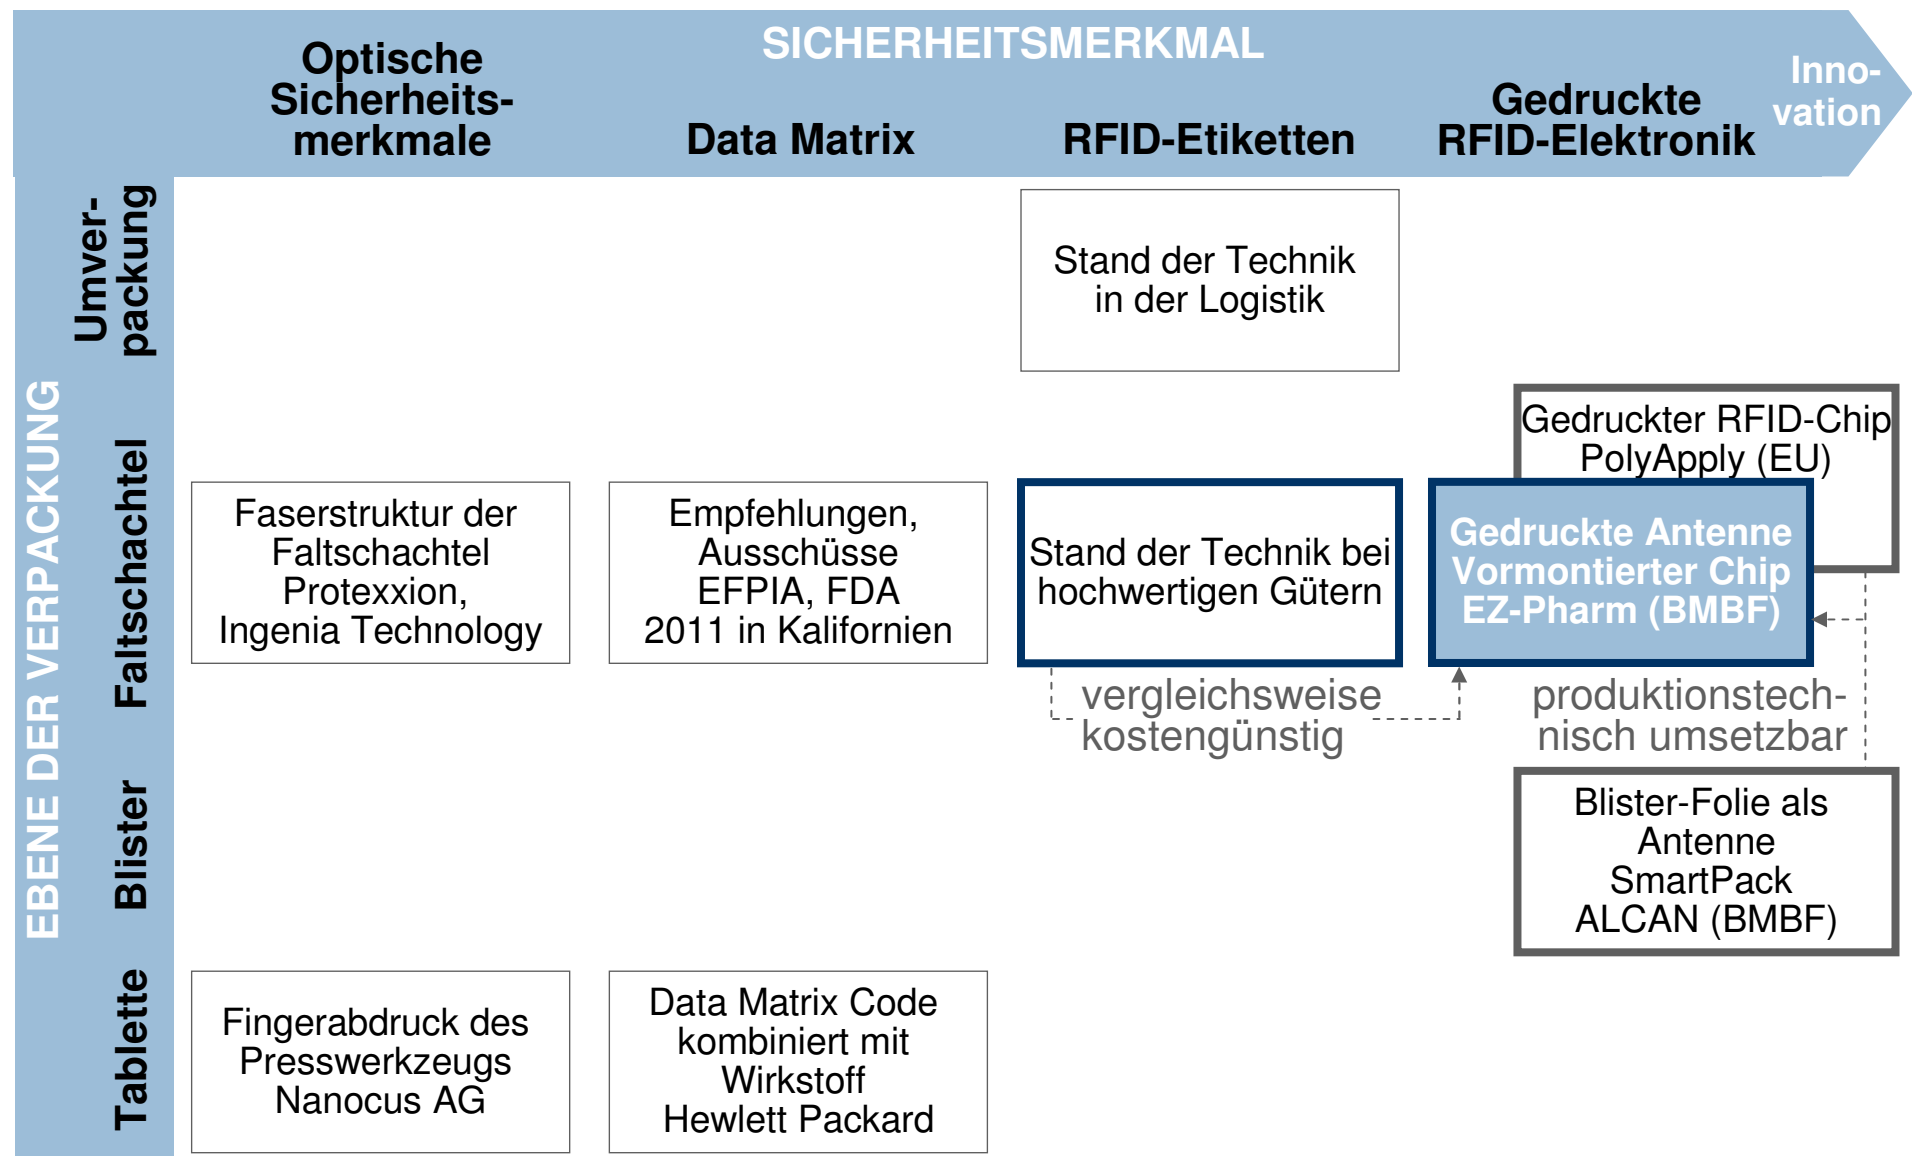 SICHERHEITSMERKMAL
Optische
Sicherheits-
merkmale
Data Matrix
RFID-Etiketten
Gedruckte
RFID-Elektronik
Inno-
vation
EBENE DER VERPACKUNG
Umver-
packung
Stand der Technik
in der Logistik
Faltschachtel
Faserstruktur der
Faltschachtel
Protexxion,
Ingenia Technology
Empfehlungen,
Ausschüsse
EFPIA, FDA
2011 in Kalifornien
Stand der Technik bei
hochwertigen Gütern
Gedruckter RFID-Chip
PolyApply (EU)
Gedruckte Antenne
Vormontierter Chip
EZ-Pharm (BMBF)
vergleichsweise
kostengünstig
produktionstech-
nisch umsetzbar
Blister
Blister-Folie als
Antenne
SmartPack
ALCAN (BMBF)
Tablette
Fingerabdruck des
Presswerkzeugs
Nanocus AG
Data Matrix Code
kombiniert mit
Wirkstoff
Hewlett Packard